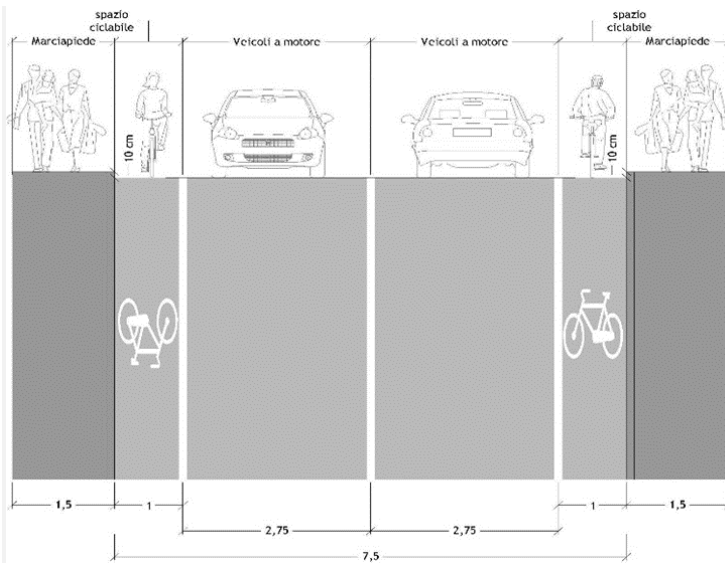 spazio
ciclabile
spazio
ciclabile
Marciapiede
Veicoli a motore
Veicoli a motore
Marciapiede
10 cm
10 cm
1,5
1
1
1,5
2,75
2,75
7,5